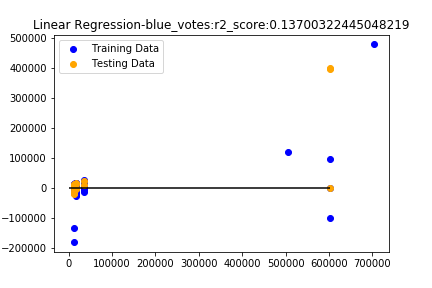 Linear Regression-blue_votes:r2_score:0.13700322445048219
Training Data
Testing Data
500000
400000
300000
200000
100000
0
−100000
−200000
0 100000 200000 300000 400000 500000 600000 700000